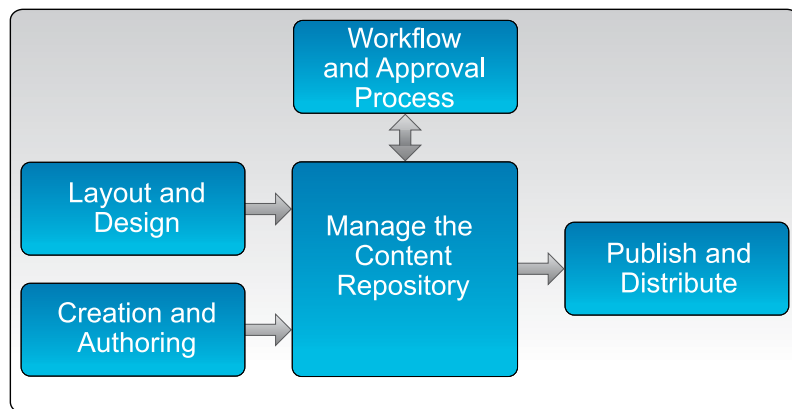 Workflow
and Approval
Process
Layout and
Design
Manage the
Content
Repository
Publish and
Distribute
Creation and
Authoring